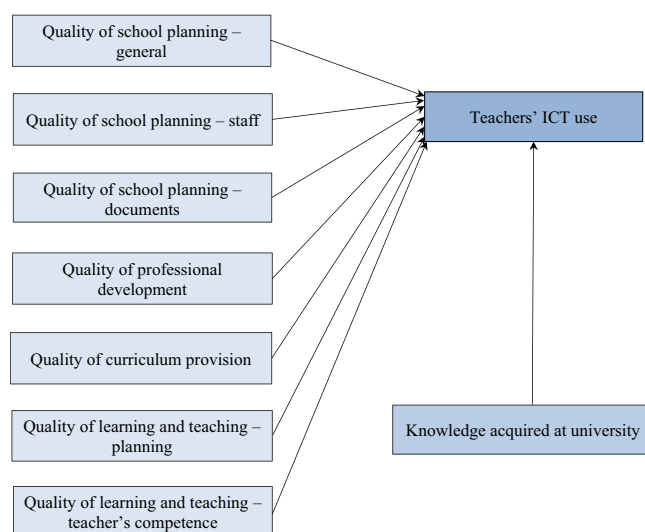 Quality of school planning –
general
Quality of school planning – staff
Quality of school planning –
documents
Quality of professional
development
Quality of curriculum provision
Quality of learning and teaching –
planning
Quality of learning and teaching –
teacher's competence
Teachers' ICT use
Knowledge acquired at university